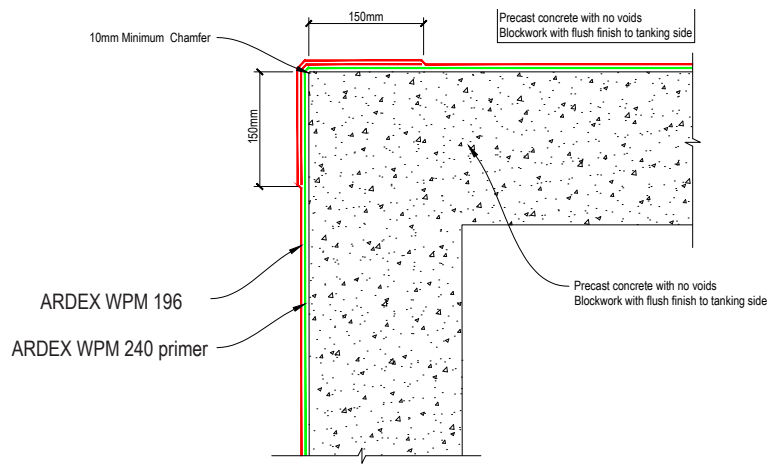 150mm
Precast concrete with no voids
Blockwork with flush finish to tanking side
10mm Minimum Chamfer
150mm
Precast concrete with no voids
Blockwork with flush finish to tanking side
ARDEX WPM 196
ARDEX WPM 240 primer